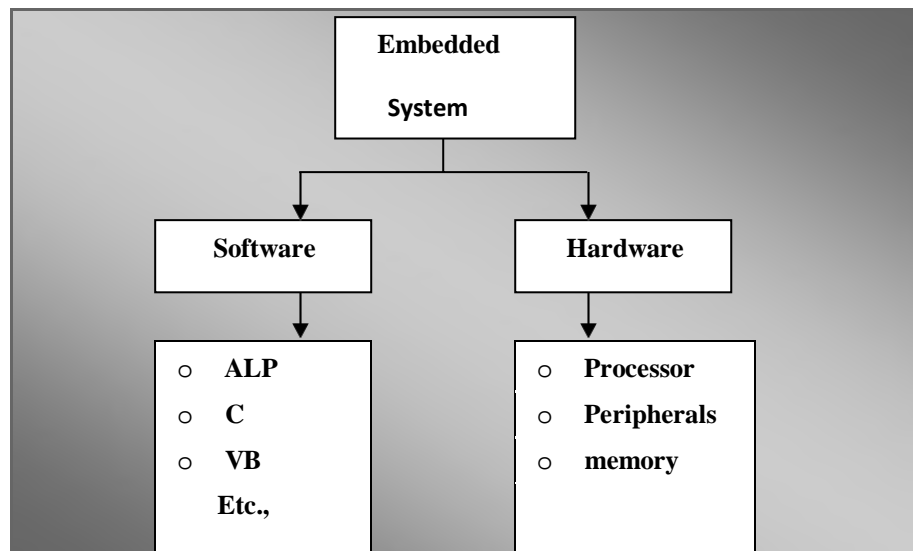 Embedded
System
Software
Hardware
o ALP
o C
o VB
Etc.,
o Processor
o Peripherals
o memory